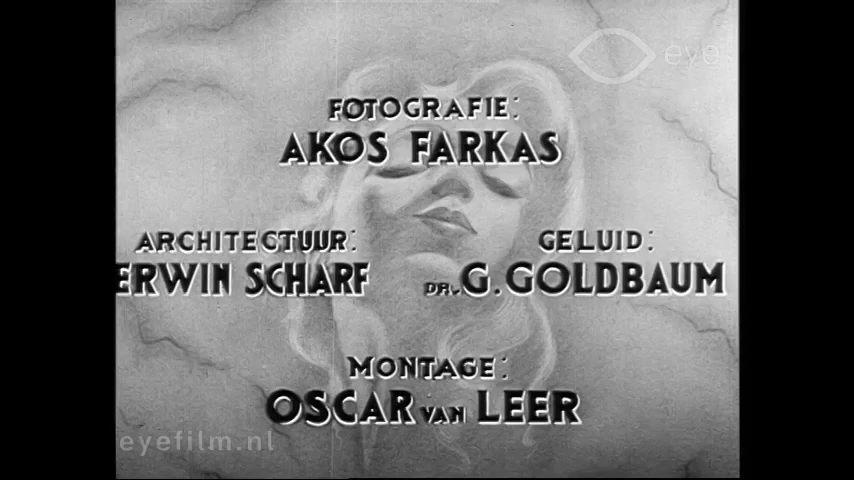 eye
FOTOGRAFIE:
AKOS FARKAS
ARCHITECTUUR:
ERWIN SCHARF
GELUID:
DR. G. GOLDBAUM
MONTAGE:
OSCAR VAN LEER
eyefilm.nl